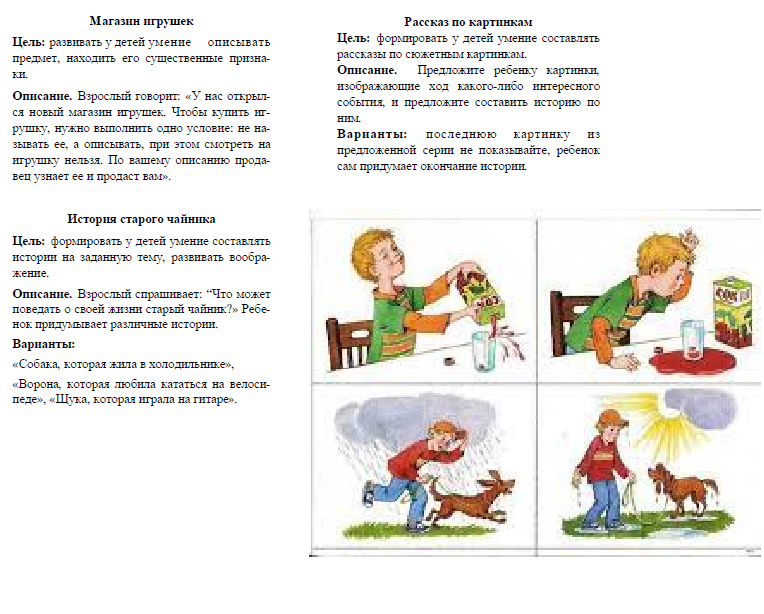 Магазин игрушек
Цель: развивать у детей умение описывать
предмет, находить его существенные призна-
ки.
Описание. Взрослый говорит: «У нас открыл-
ся новый магазин игрушек. Чтобы купить иг-
рушку, нужно выполнить одно условие: не на-
зывать ее, а описывать, при этом смотреть на
игрушку нельзя. По вашему описанию прода-
вец узнает ее и продаст вам».
История старого чайника
Цель: формировать у детей умение составлять
истории на заданную тему, развивать вообра-
жение.
Описание. Взрослый спрашивает: “Что может
поведать о своей жизни старый чайник?» Ребе-
нок придумывает различные истории.
Варианты:
«Собака, которая жила в холодильнике»,
«Ворона, которая любила кататься на велоси-
педе», «Щука, которая играла на гитаре».
Рассказ по картинкам
Цель: формировать у детей умение составлять
рассказы по сюжетным картинкам.
Описание. Предложите ребенку картинки,
изображающие ход какого-либо интересного
события, и предложите составить историю по
ним.
Варианты: последнюю картинку из
предложенной серии не показывайте, ребенок
сам придумает окончание истории.
СОК
СОК